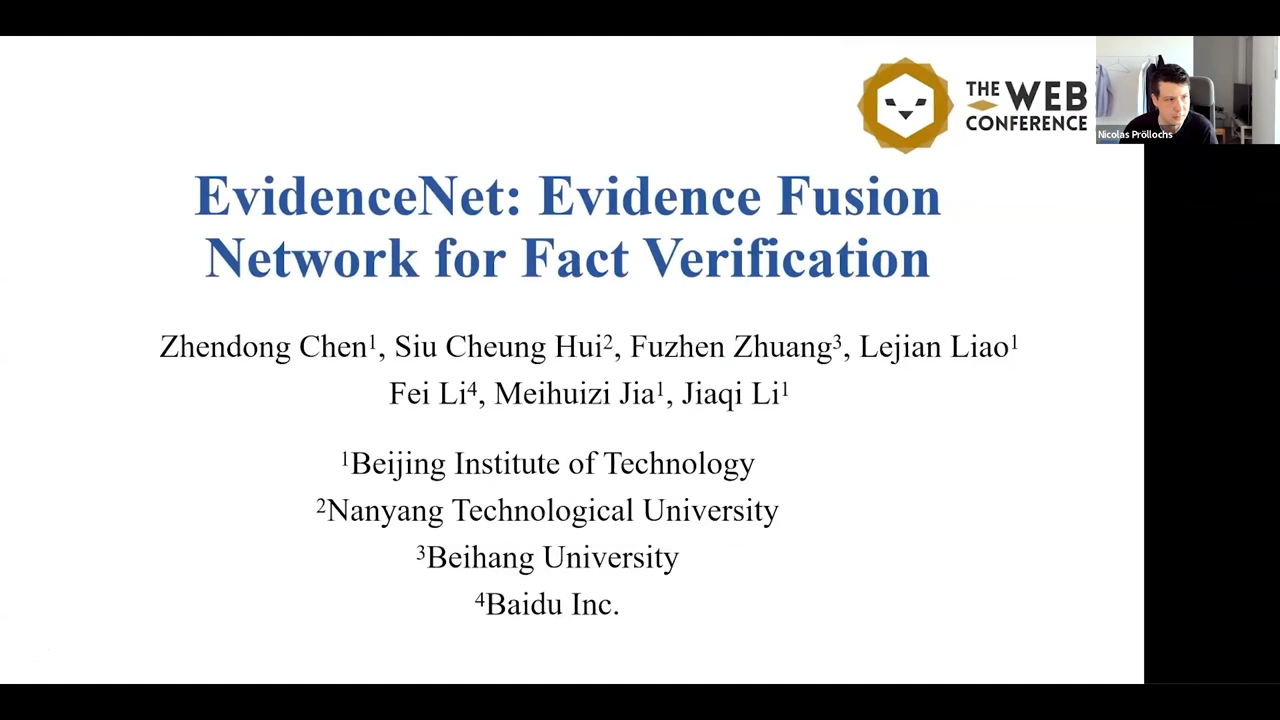 THE WEB
CONFERENCE
Nicolas Pröllochs
EvidenceNet: Evidence Fusion
Network for Fact Verification
Zhendong Chen¹, Siu Cheung Hui², Fuzhen Zhuang³, Lejian Liao¹
Fei Li⁴, Meihuizi Jia¹, Jiaqi Li¹
¹Beijing Institute of Technology
²Nanyang Technological University
³Beihang University
⁴Baidu Inc.